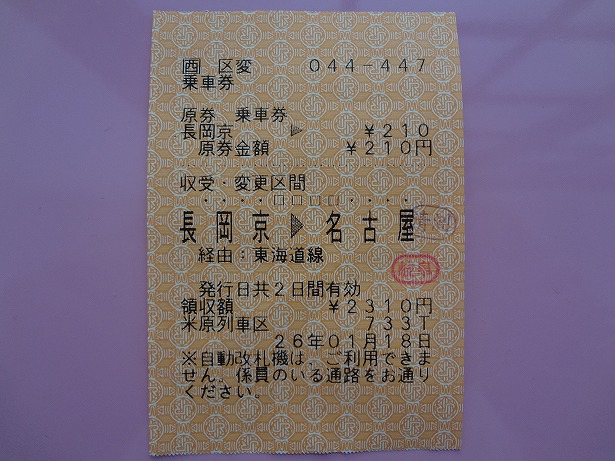 西 区変 044-447
乗車券
原券 乗車券
長岡京 ▶ ¥210
原券金額 ¥210円
収受・変更区間
・・・・□□□□・・・・
長岡京 ▶ 名古屋
経由:東海道線
発行日共2日間有効
領収額 ¥2310円
米原列車区 733T
26年01月18日
※自動改札機は、ご利用できま
せん。係員のいる通路をお通り
ください。